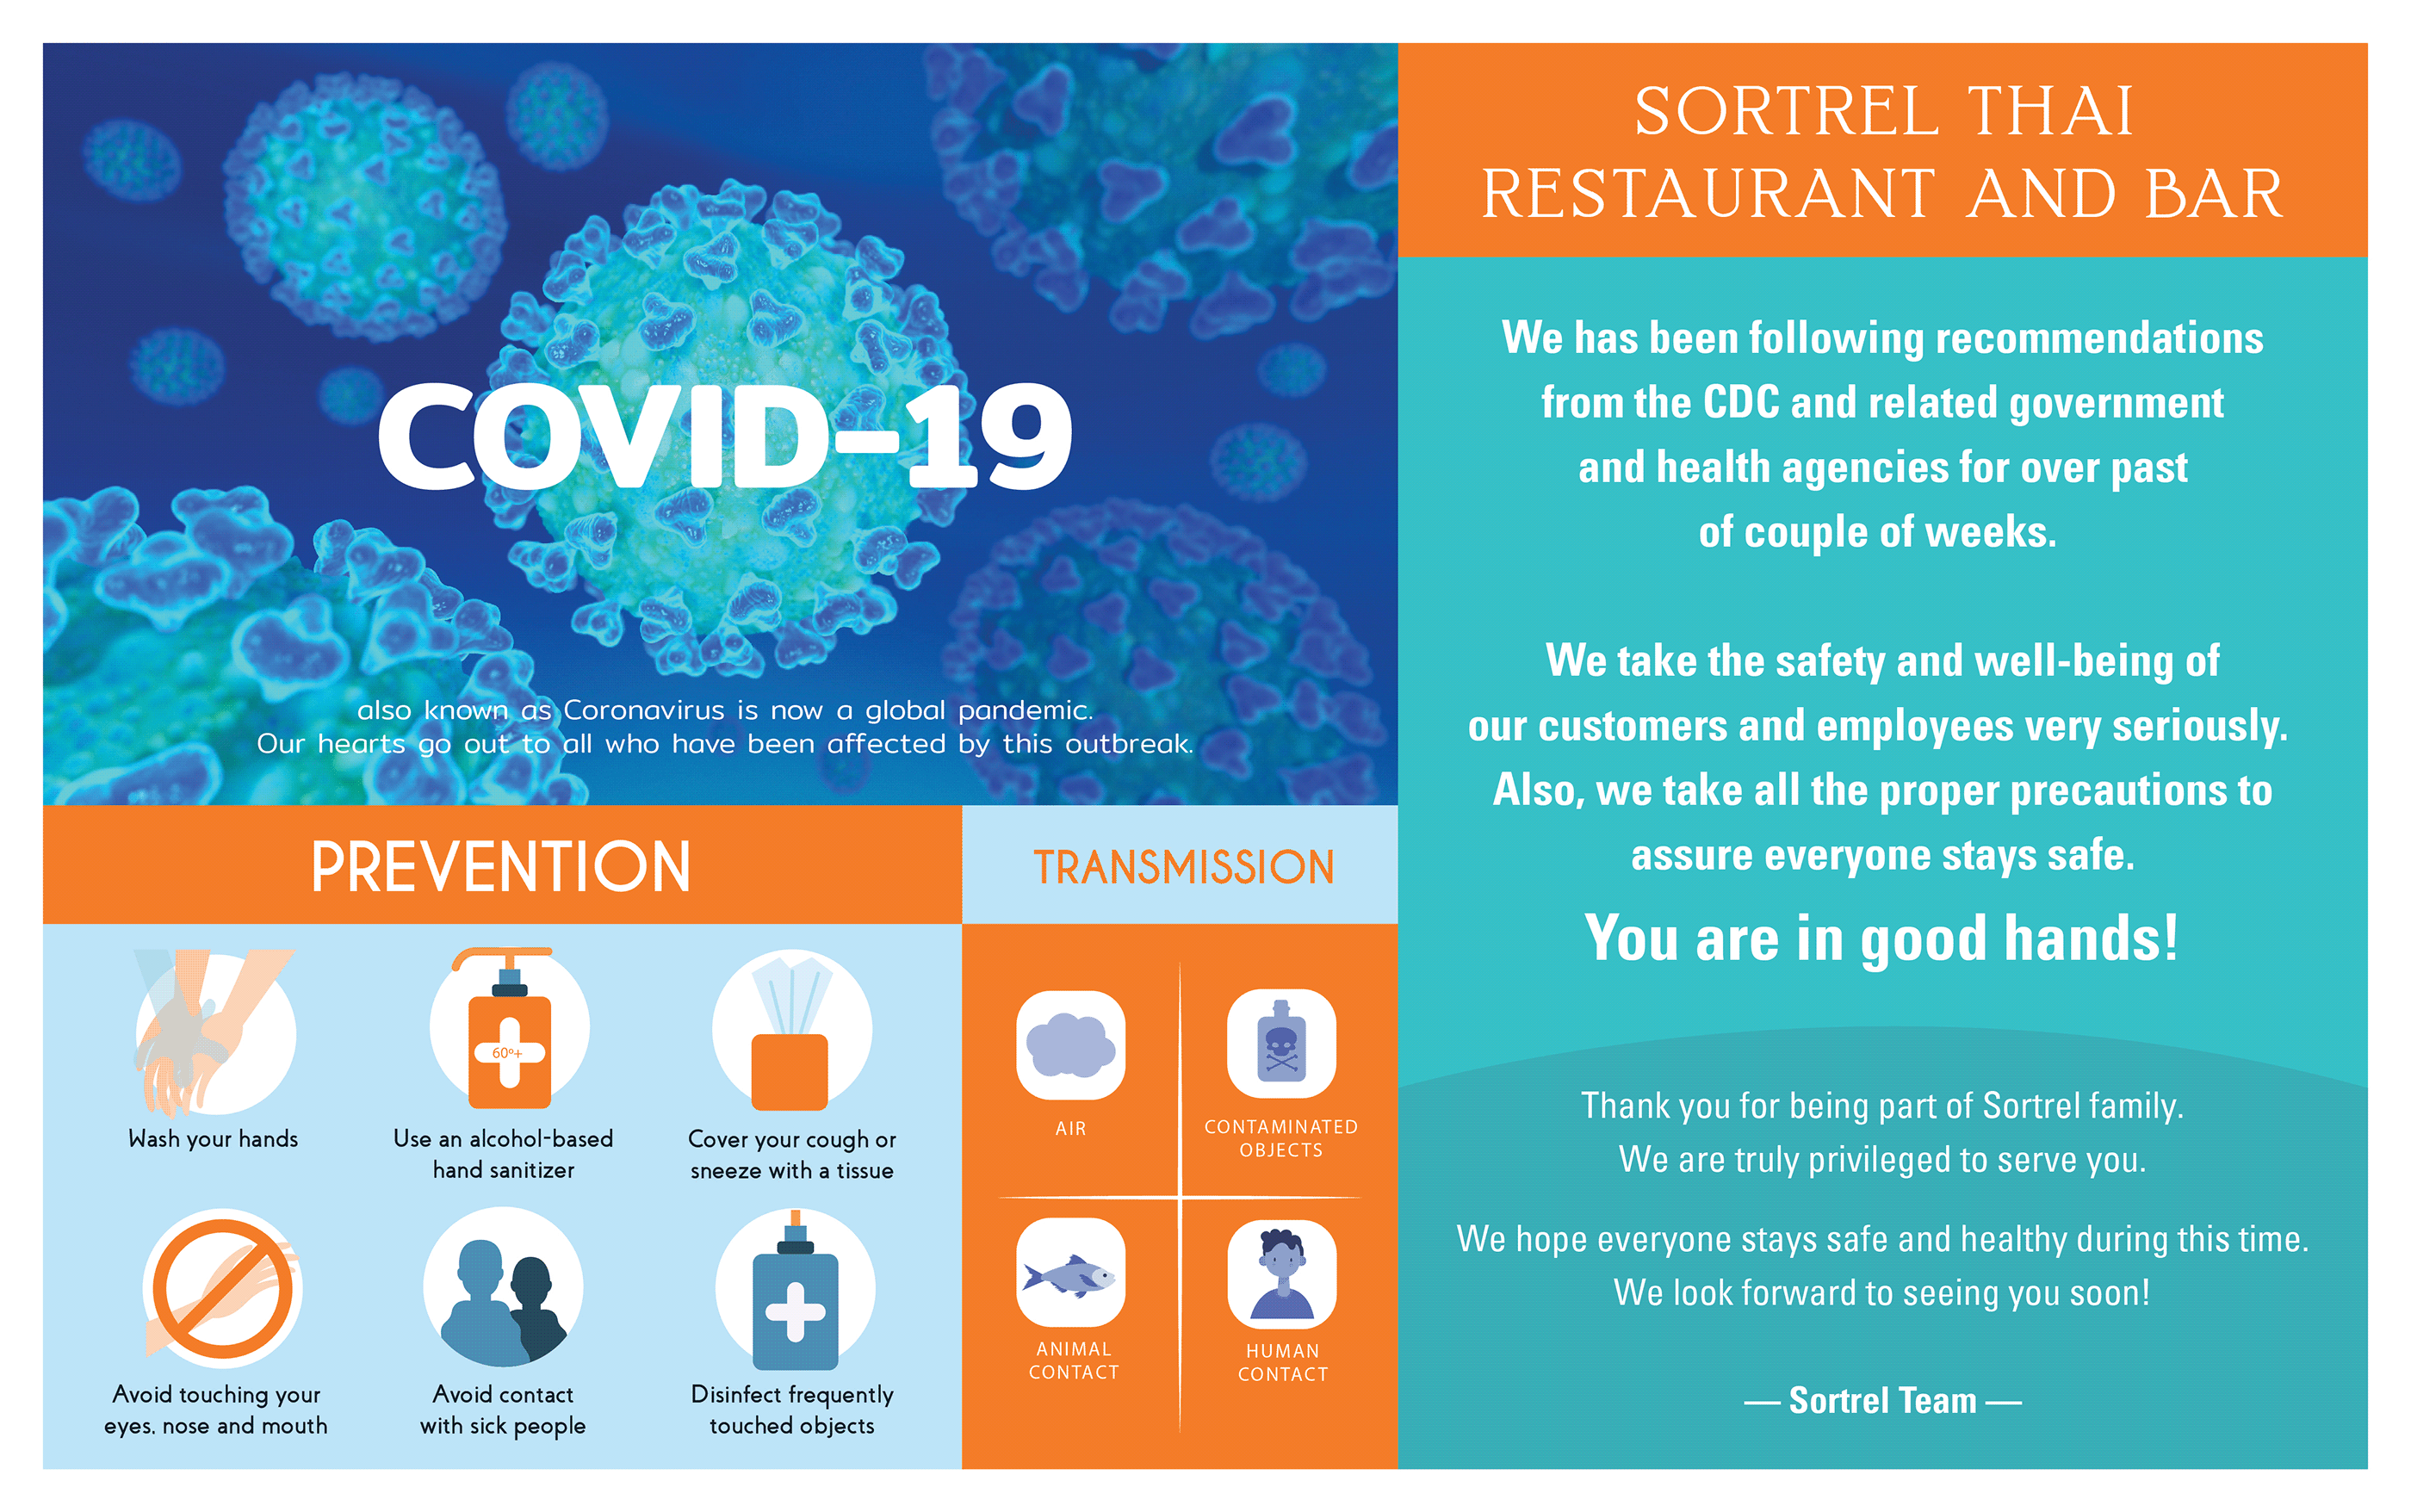 COVID-19
also known as Coronavirus is now a global pandemic.
Our hearts go out to all who have been affected by this outbreak.
PREVENTION
60º+
Wash your hands
Use an alcohol-based
hand sanitizer
Cover your cough or
sneeze with a tissue
Avoid touching your
eyes, nose and mouth
Avoid contact
with sick people
Disinfect frequently
touched objects
TRANSMISSION
AIR
CONTAMINATED
OBJECTS
ANIMAL
CONTACT
HUMAN
CONTACT
SORTREL THAI
RESTAURANT AND BAR
We has been following recommendations
from the CDC and related government
and health agencies for over past
of couple of weeks.
We take the safety and well-being of
our customers and employees very seriously.
Also, we take all the proper precautions to
assure everyone stays safe.
You are in good hands!
Thank you for being part of Sortrel family.
We are truly privileged to serve you.
We hope everyone stays safe and healthy during this time.
We look forward to seeing you soon!
— Sortrel Team —